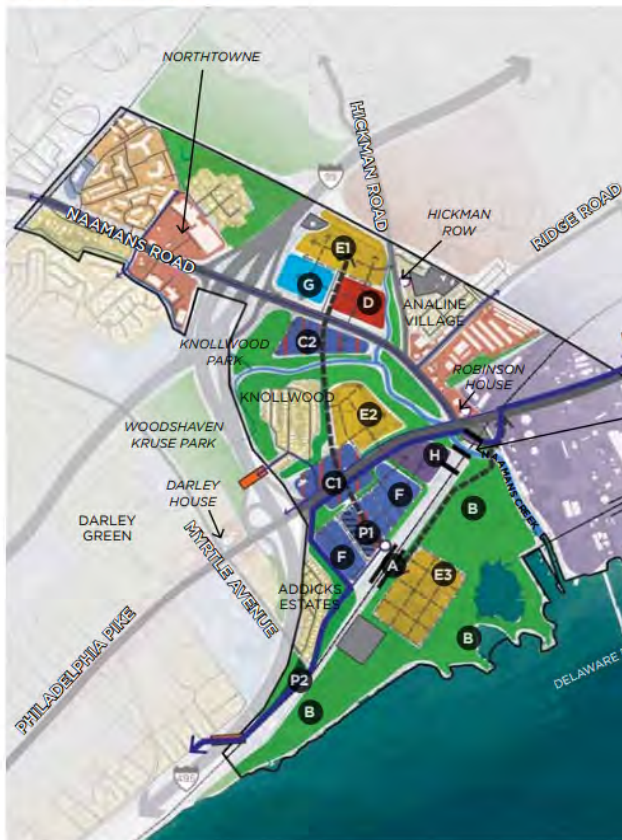 NORTHTOWNE
HICKMAN ROAD
95
HICKMAN
ROW
RIDGE ROAD
NAAMANS ROAD
E1
G
D
ANALINE
VILLAGE
C2
KNOLLWOOD
PARK
ROBINSON
HOUSE
KNOLLWOOD
E2
WOODSHAVEN
KRUSE PARK
H
NAAMANS CREEK
C1
DARLEY
HOUSE
F
B
DARLEY
GREEN
P1
MYRTLE AVENUE
F
A
E3
ADDICKS
ESTATES
B
PHILADELPHIA PIKE
P2
B
DELAWARE
495